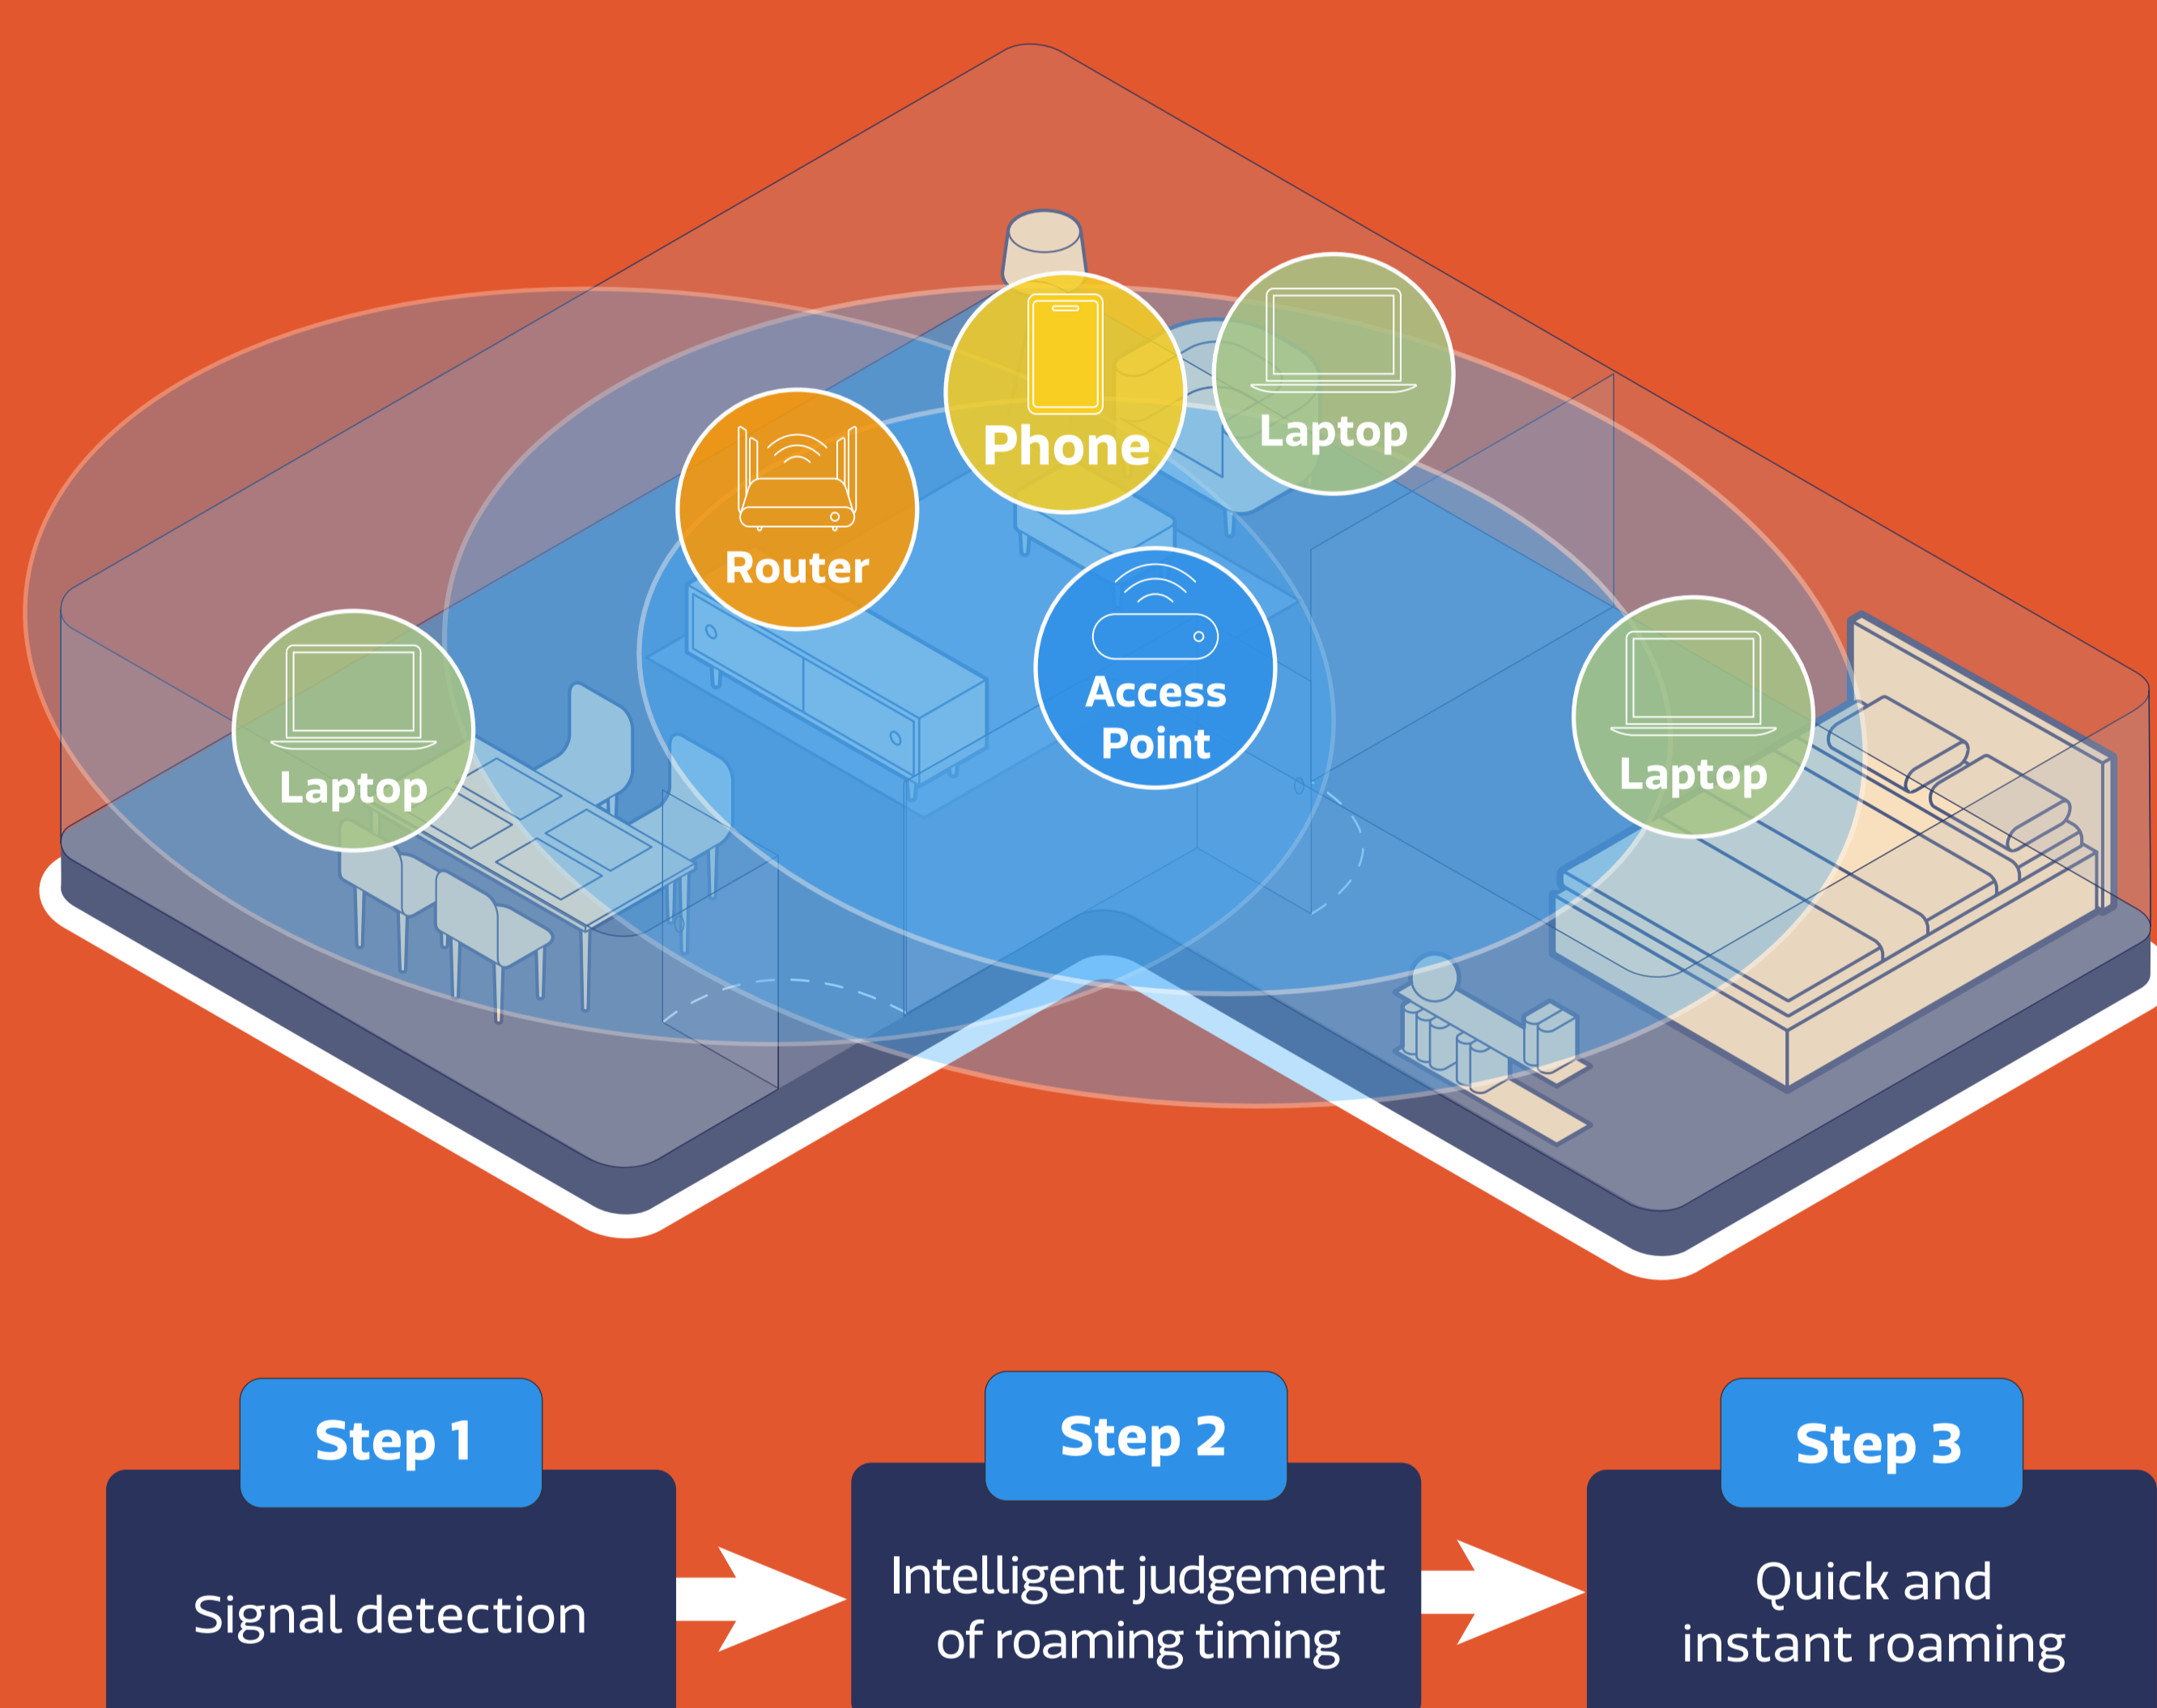 Phone
Laptop
Router
Access
Point
Laptop
Laptop
Step 1
Signal detection
Step 2
Intelligent judgement
of roaming timing
Step 3
Quick and
instant roaming